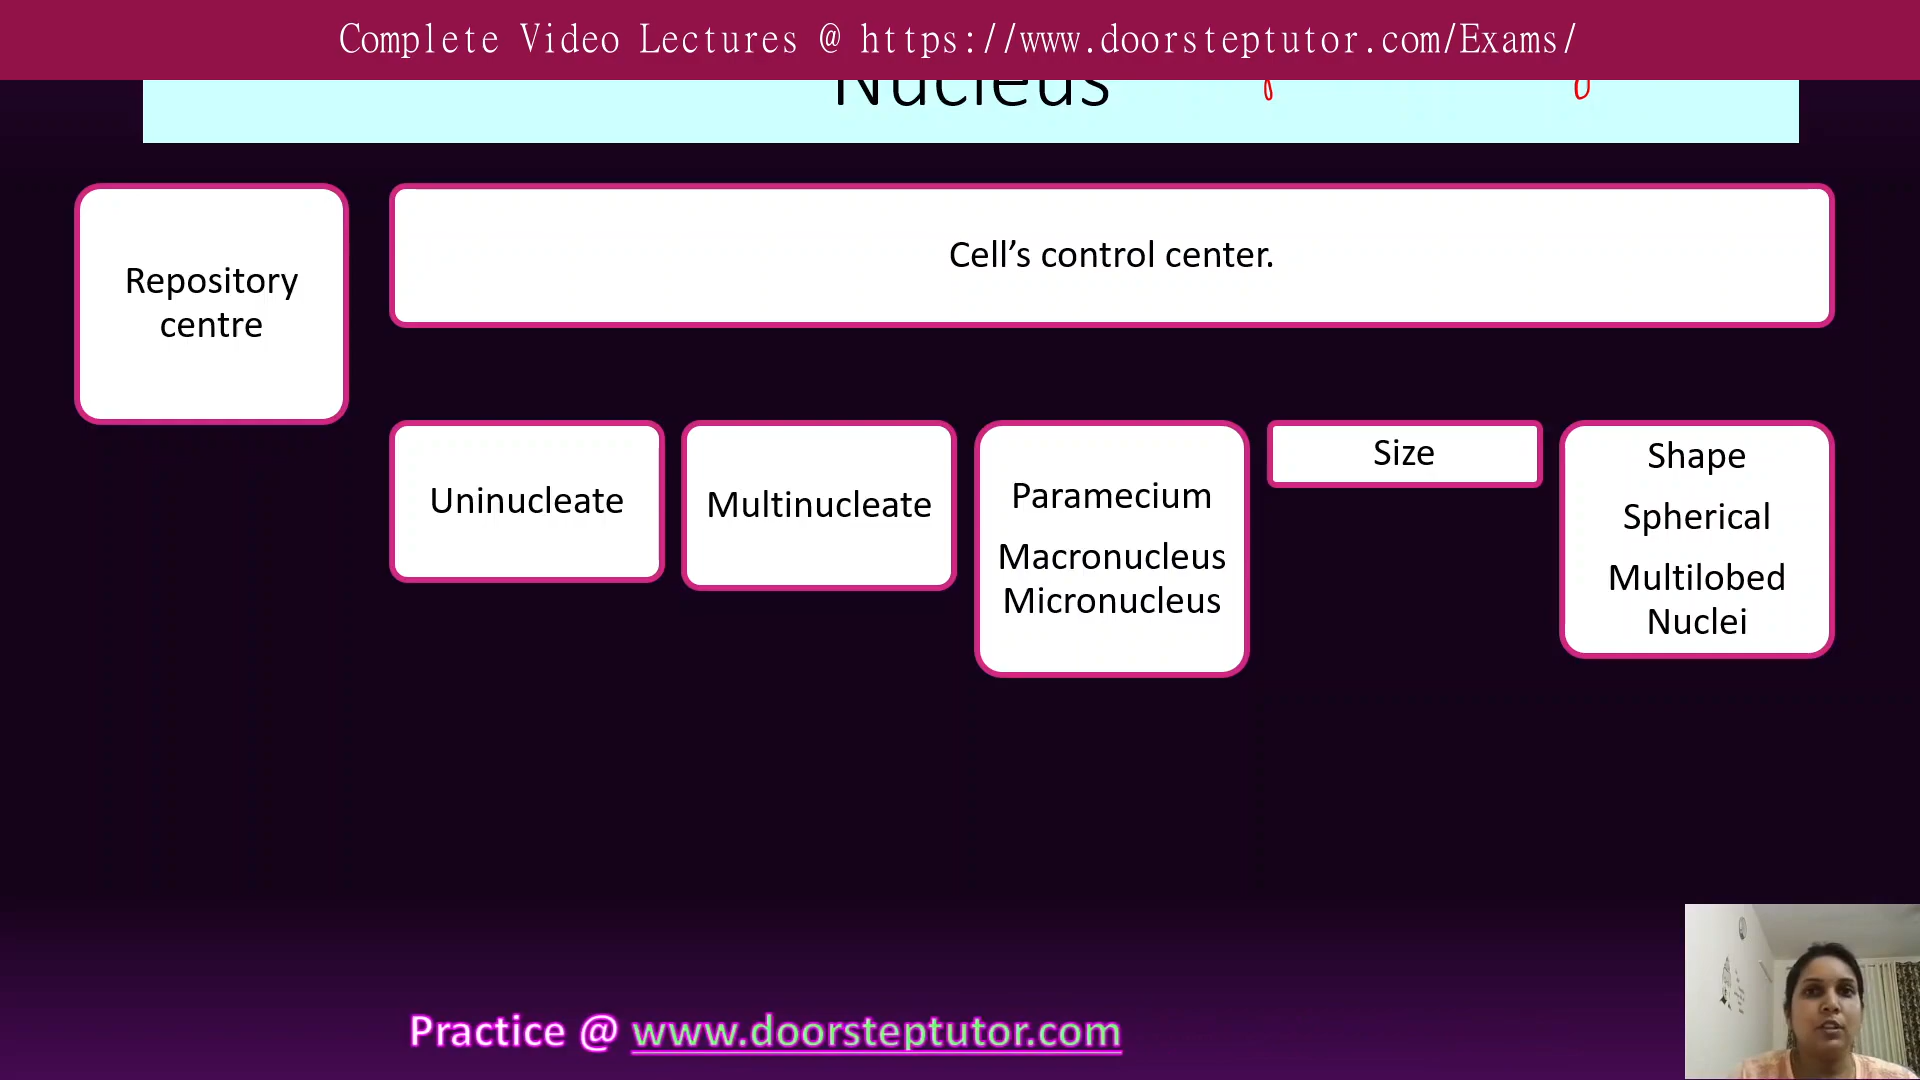 Complete Video Lectures @ https://www.doorsteptutor.com/Exams/
Nucleus
Repository
centre
Cell’s control center.
Uninucleate
Multinucleate
Paramecium
Macronucleus
Micronucleus
Size
Shape
Spherical
Multilobed
Nuclei
Practice @ www.doorsteptutor.com